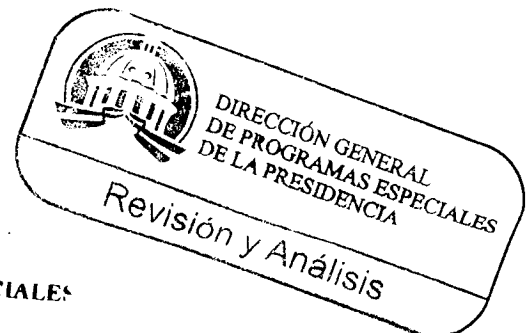 DIRECCIÓN GENERAL
DE PROGRAMAS ESPECIALES
DE LA PRESIDENCIA
Revisión y Análisis